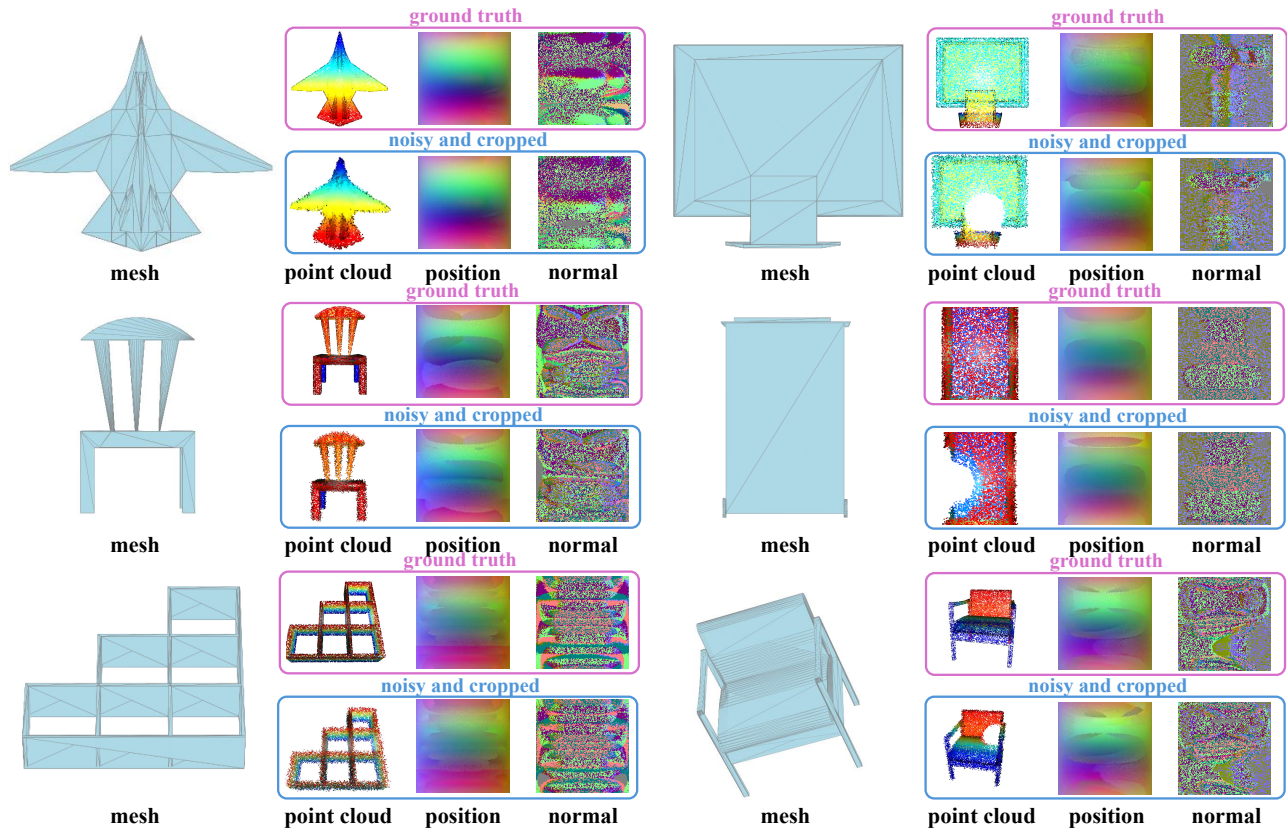 ground truth
noisy and cropped
mesh
point cloud
position
normal
ground truth
noisy and cropped
mesh
point cloud
position
normal
ground truth
noisy and cropped
mesh
point cloud
position
normal
ground truth
noisy and cropped
mesh
point cloud
position
normal
ground truth
noisy and cropped
mesh
point cloud
position
normal
ground truth
noisy and cropped
mesh
point cloud
position
normal